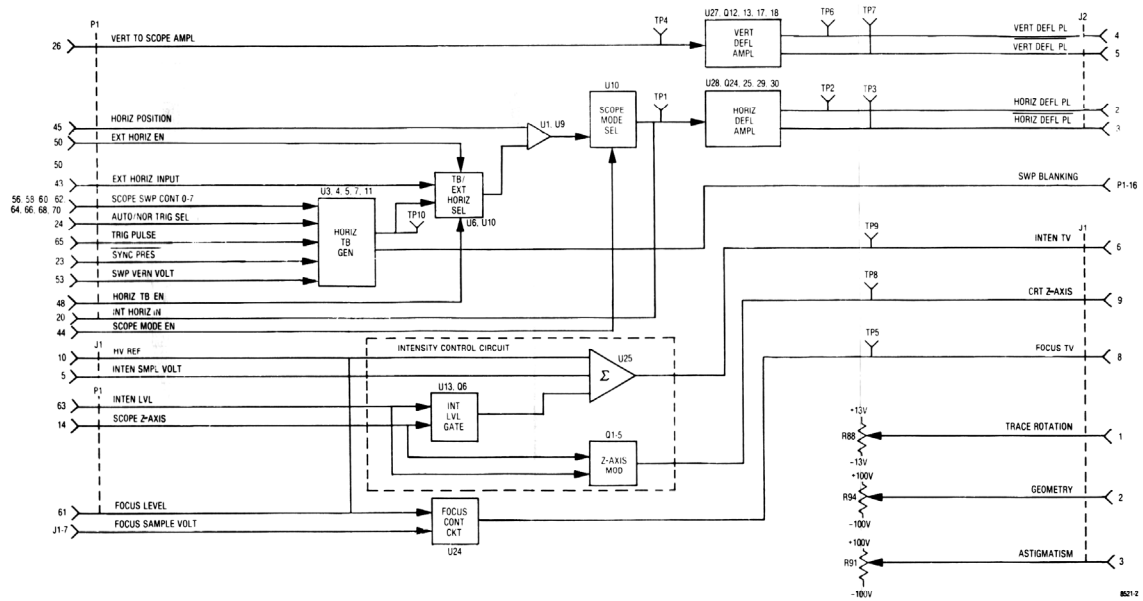 P1
26 VERT TO SCOPE AMPL
TP4
U27, Q12, 13, 17, 18
VERT
DEFL
AMPL
TP6
TP7
J2
VERT DEFL PL 4
VERT DEFL PL 5
U10
SCOPE
MODE
SEL
TP1
U28, Q24, 25, 29, 30
HORIZ
DEFL
AMPL
TP2
TP3
HORIZ DEFL PL 2
HORIZ DEFL PL 3
45 HORIZ POSITION
50 EXT HORIZ EN
U1, U9
50
43 EXT HORIZ INPUT
56, 58 60 62
64, 66, 68, 70
SCOPE SWP CONT 0-7
24 AUTO/NOR TRIG SEL
65 TRIG PULSE
23 SYNC PRES
53 SWP VERN VOLT
U3, 4, 5, 7, 11
HORIZ
TB
GEN
TP10
TB/
EXT
HORIZ
SEL
U6, U10
SWP BLANKING P1-16
48 HORIZ TB EN
20 INT HORIZ IN
44 SCOPE MODE EN
TP9
J1
INTEN TV 6
TP8
CRT Z-AXIS 9
TP5
FOCUS TV 8
J1
10 HV REF
5 INTEN SMPL VOLT
P1
63 INTEN LVL
14 SCOPE Z-AXIS
INTENSITY CONTROL CIRCUIT
U25
Σ
U13, Q6
INT
LVL
GATE
Q1-5
Z-AXIS
MOD
61 FOCUS LEVEL
J1-7 FOCUS SAMPLE VOLT
FOCUS
CONT
CKT
U24
+13V
R88 TRACE ROTATION 1
-13V
+100V
R94 GEOMETRY 2
-100V
+100V
R91 ASTIGMATISM 3
-100V
8521-2